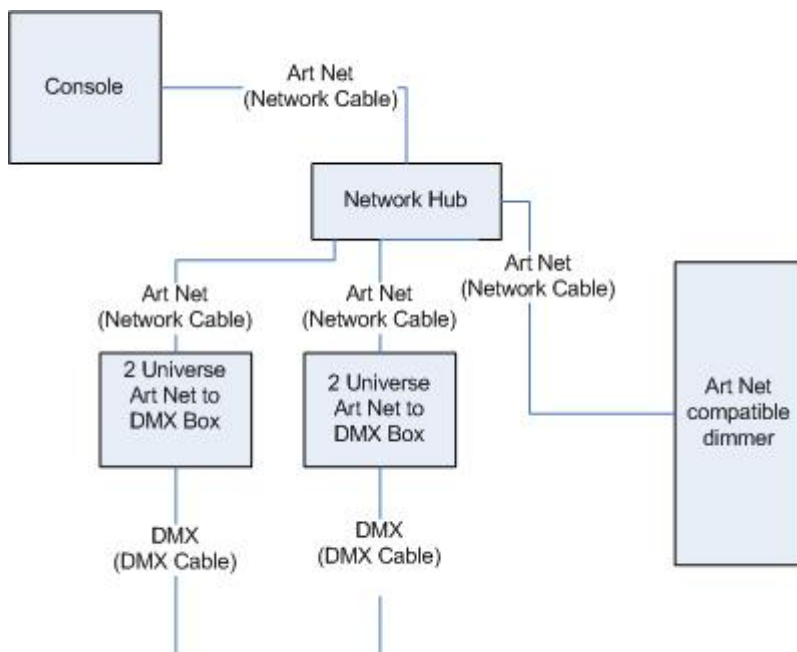 Console
Art Net
(Network Cable)
Network Hub
Art Net
(Network Cable)
Art Net
(Network Cable)
Art Net
(Network Cable)
2 Universe
Art Net to
DMX Box
2 Universe
Art Net to
DMX Box
Art Net
compatible
dimmer
DMX
(DMX Cable)
DMX
(DMX Cable)